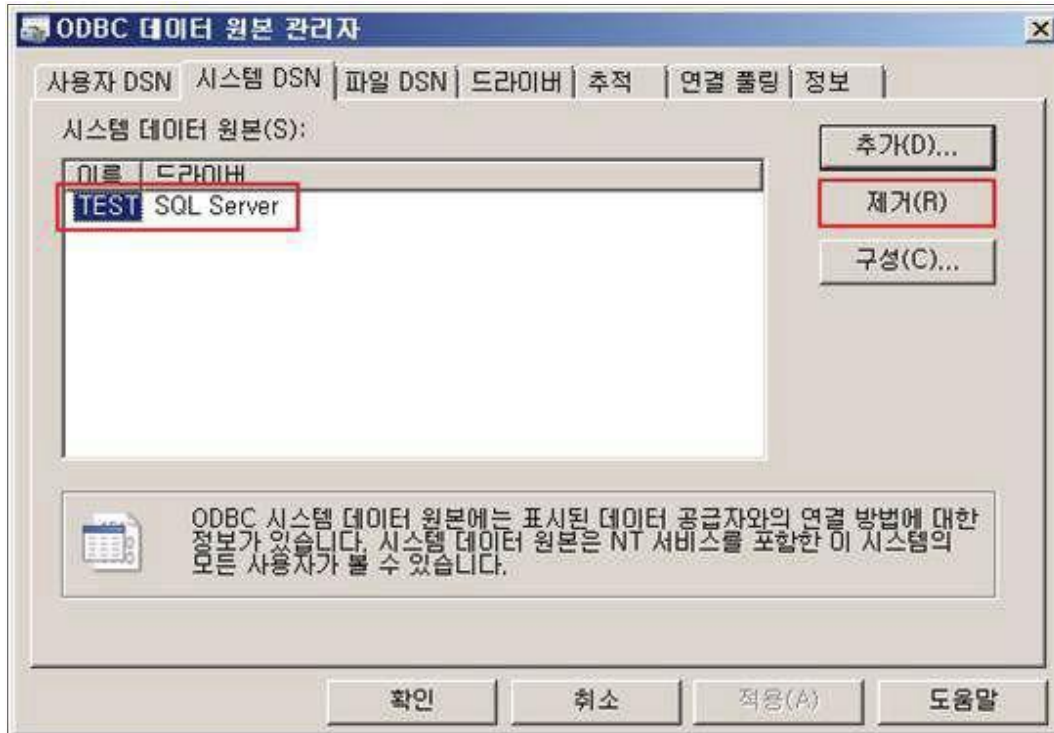 ODBC 데이터 원본 관리자
사용자 DSN 시스템 DSN 파일 DSN 드라이버 추적 연결 풀링 정보
시스템 데이터 원본(S):
이름 드라이버
TEST SQL Server
추가(D)...
제거(R)
구성(C)...
ODBC 시스템 데이터 원본에는 표시된 데이터 공급자와의 연결 방법에 대한
정보가 있습니다. 시스템 데이터 원본은 NT 서비스를 포함한 이 시스템의
모든 사용자가 볼 수 있습니다.
확인 취소 적용(A) 도움말